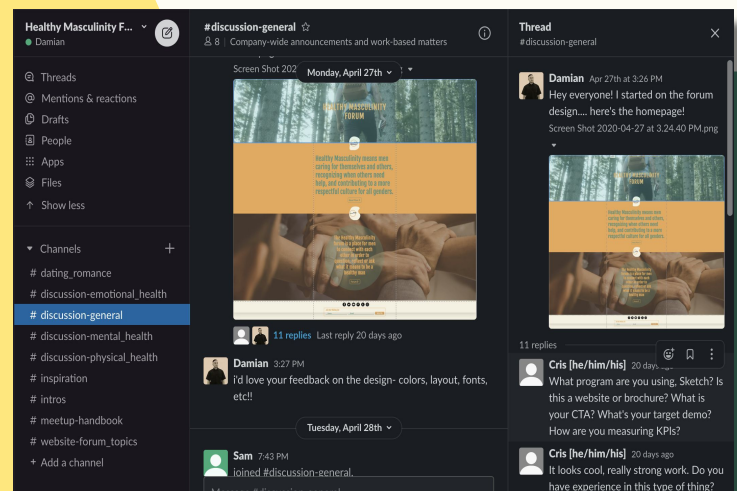 Healthy Masculinity F...
Damian
Threads
Mentions & reactions
Drafts
People
Apps
Files
Show less
Channels
# dating_romance
# discussion-emotional_health
# discussion-general
# discussion-mental_health
# discussion-physical_health
# inspiration
# intros
# meetup-handbook
# website-forum_topics
+ Add a channel
#discussion-general
8 | Company-wide announcements and work-based matters
Screen Shot 202
Monday, April 27th
HEALTHY MASCULINITY
FORUM
Healthy Masculinity means men
caring for themselves and others,
recognizing when others need
help, and contributing to a more
respectful culture for all genders.
11 replies Last reply 20 days ago
Damian 3:27 PM
i'd love your feedback on the design- colors, layout, fonts,
etc!!
Tuesday, April 28th
Sam 7:43 PM
joined #discussion-general.
Thread
#discussion-general
Damian Apr 27th at 3:26 PM
Hey everyone! I started on the forum
design.... here's the homepage!
Screen Shot 2020-04-27 at 3.24.40 PM.png
HEALTHY MASCULINITY
FORUM
Healthy Masculinity means men
caring for themselves and others,
recognizing when others need
help, and contributing to a more
respectful culture for all genders.
11 replies
Cris [he/him/his] 20 days
What program are you using, Sketch? Is
this a website or brochure? What is
your CTA? What's your target demo?
How are you measuring KPIs?
Cris [he/him/his] 20 days ago
It looks cool, really strong work. Do you
have experience in this type of thing?